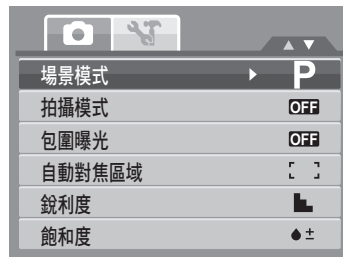 場景模式 P
拍攝模式 OFF
包圍曝光 OFF
自動對焦區域
銳利度
飽和度